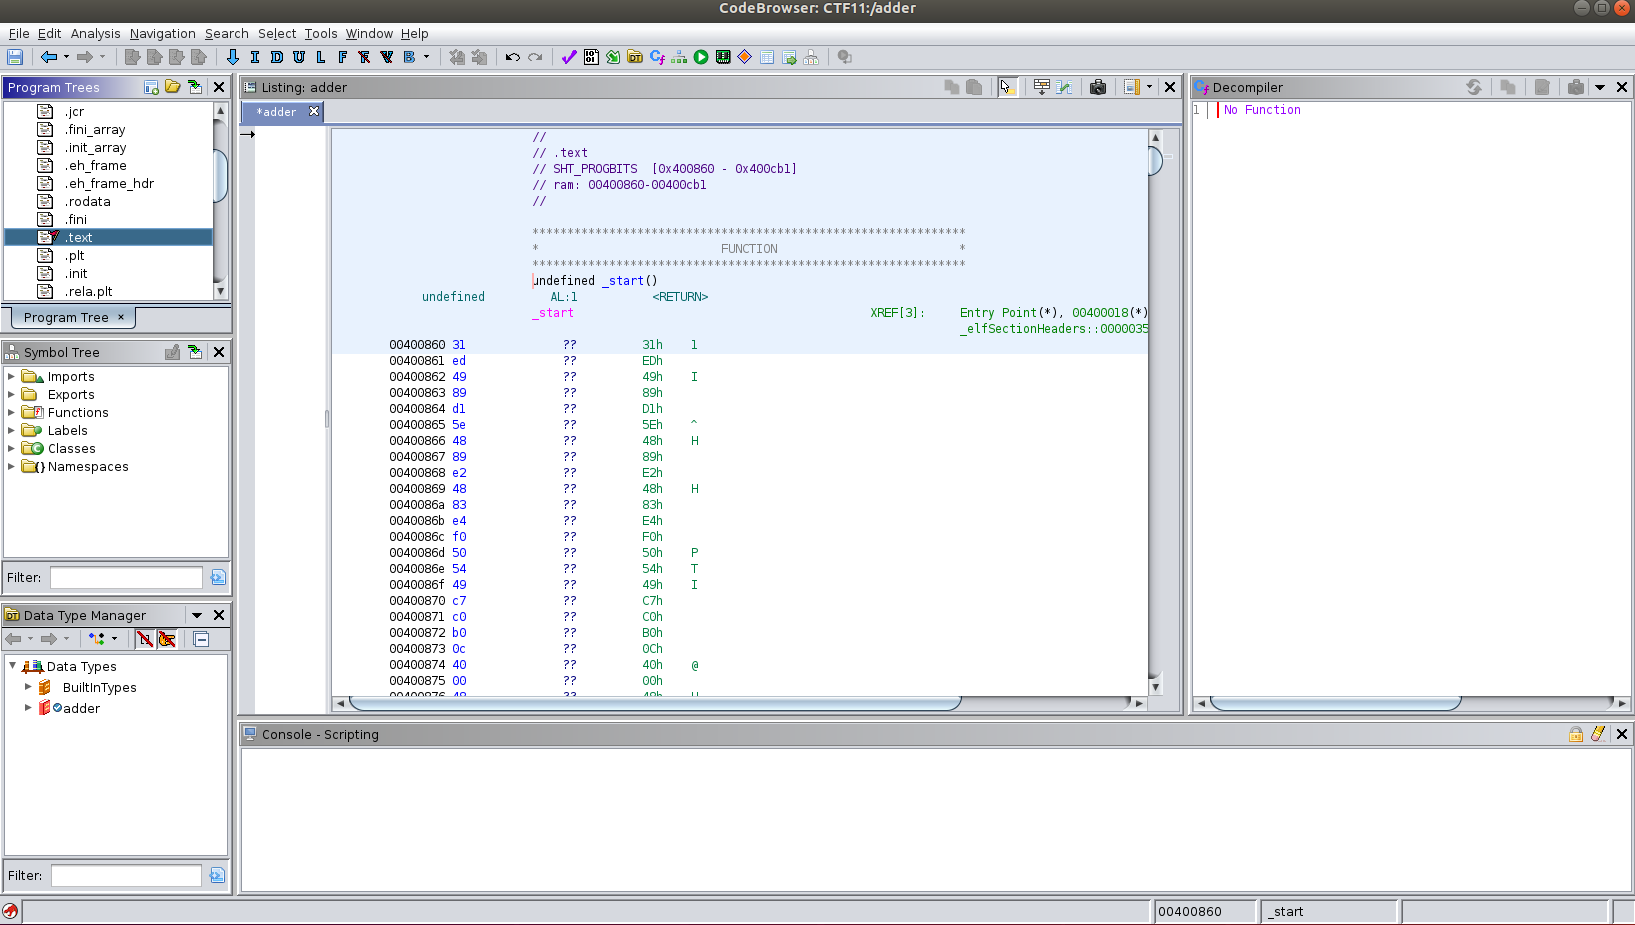 CodeBrowser: CTF11:/adder
File Edit Analysis Navigation Search Select Tools Window Help
Program Trees
.jcr
.fini_array
.init_array
.eh_frame
.eh_frame_hdr
.rodata
.fini
.text
.plt
.init
.rela.plt
Program Tree ×
Symbol Tree
Imports
Exports
Functions
Labels
Classes
Namespaces
Filter:
Data Type Manager
Data Types
BuiltInTypes
adder
Filter:
Listing: adder
*adder
//
// .text
// SHT_PROGBITS [0x400860 - 0x400cb1]
// ram: 00400860-00400cb1
//
**************************************************************
* FUNCTION *
**************************************************************
undefined _start()
undefined AL:1 <RETURN>
_start XREF[3]: Entry Point(*), 00400018(*)
_elfSectionHeaders::0000035
00400860 31 ?? 31h 1
00400861 ed ?? EDh
00400862 49 ?? 49h I
00400863 89 ?? 89h
00400864 d1 ?? D1h
00400865 5e ?? 5Eh ^
00400866 48 ?? 48h H
00400867 89 ?? 89h
00400868 e2 ?? E2h
00400869 48 ?? 48h H
0040086a 83 ?? 83h
0040086b e4 ?? E4h
0040086c f0 ?? F0h
0040086d 50 ?? 50h P
0040086e 54 ?? 54h T
0040086f 49 ?? 49h I
00400870 c7 ?? C7h
00400871 c0 ?? C0h
00400872 b0 ?? B0h
00400873 0c ?? 0Ch
00400874 40 ?? 40h @
00400875 00 ?? 00h
00400876 48 ?? 48h H
Decompiler
1 No Function
Console - Scripting
00400860 _start